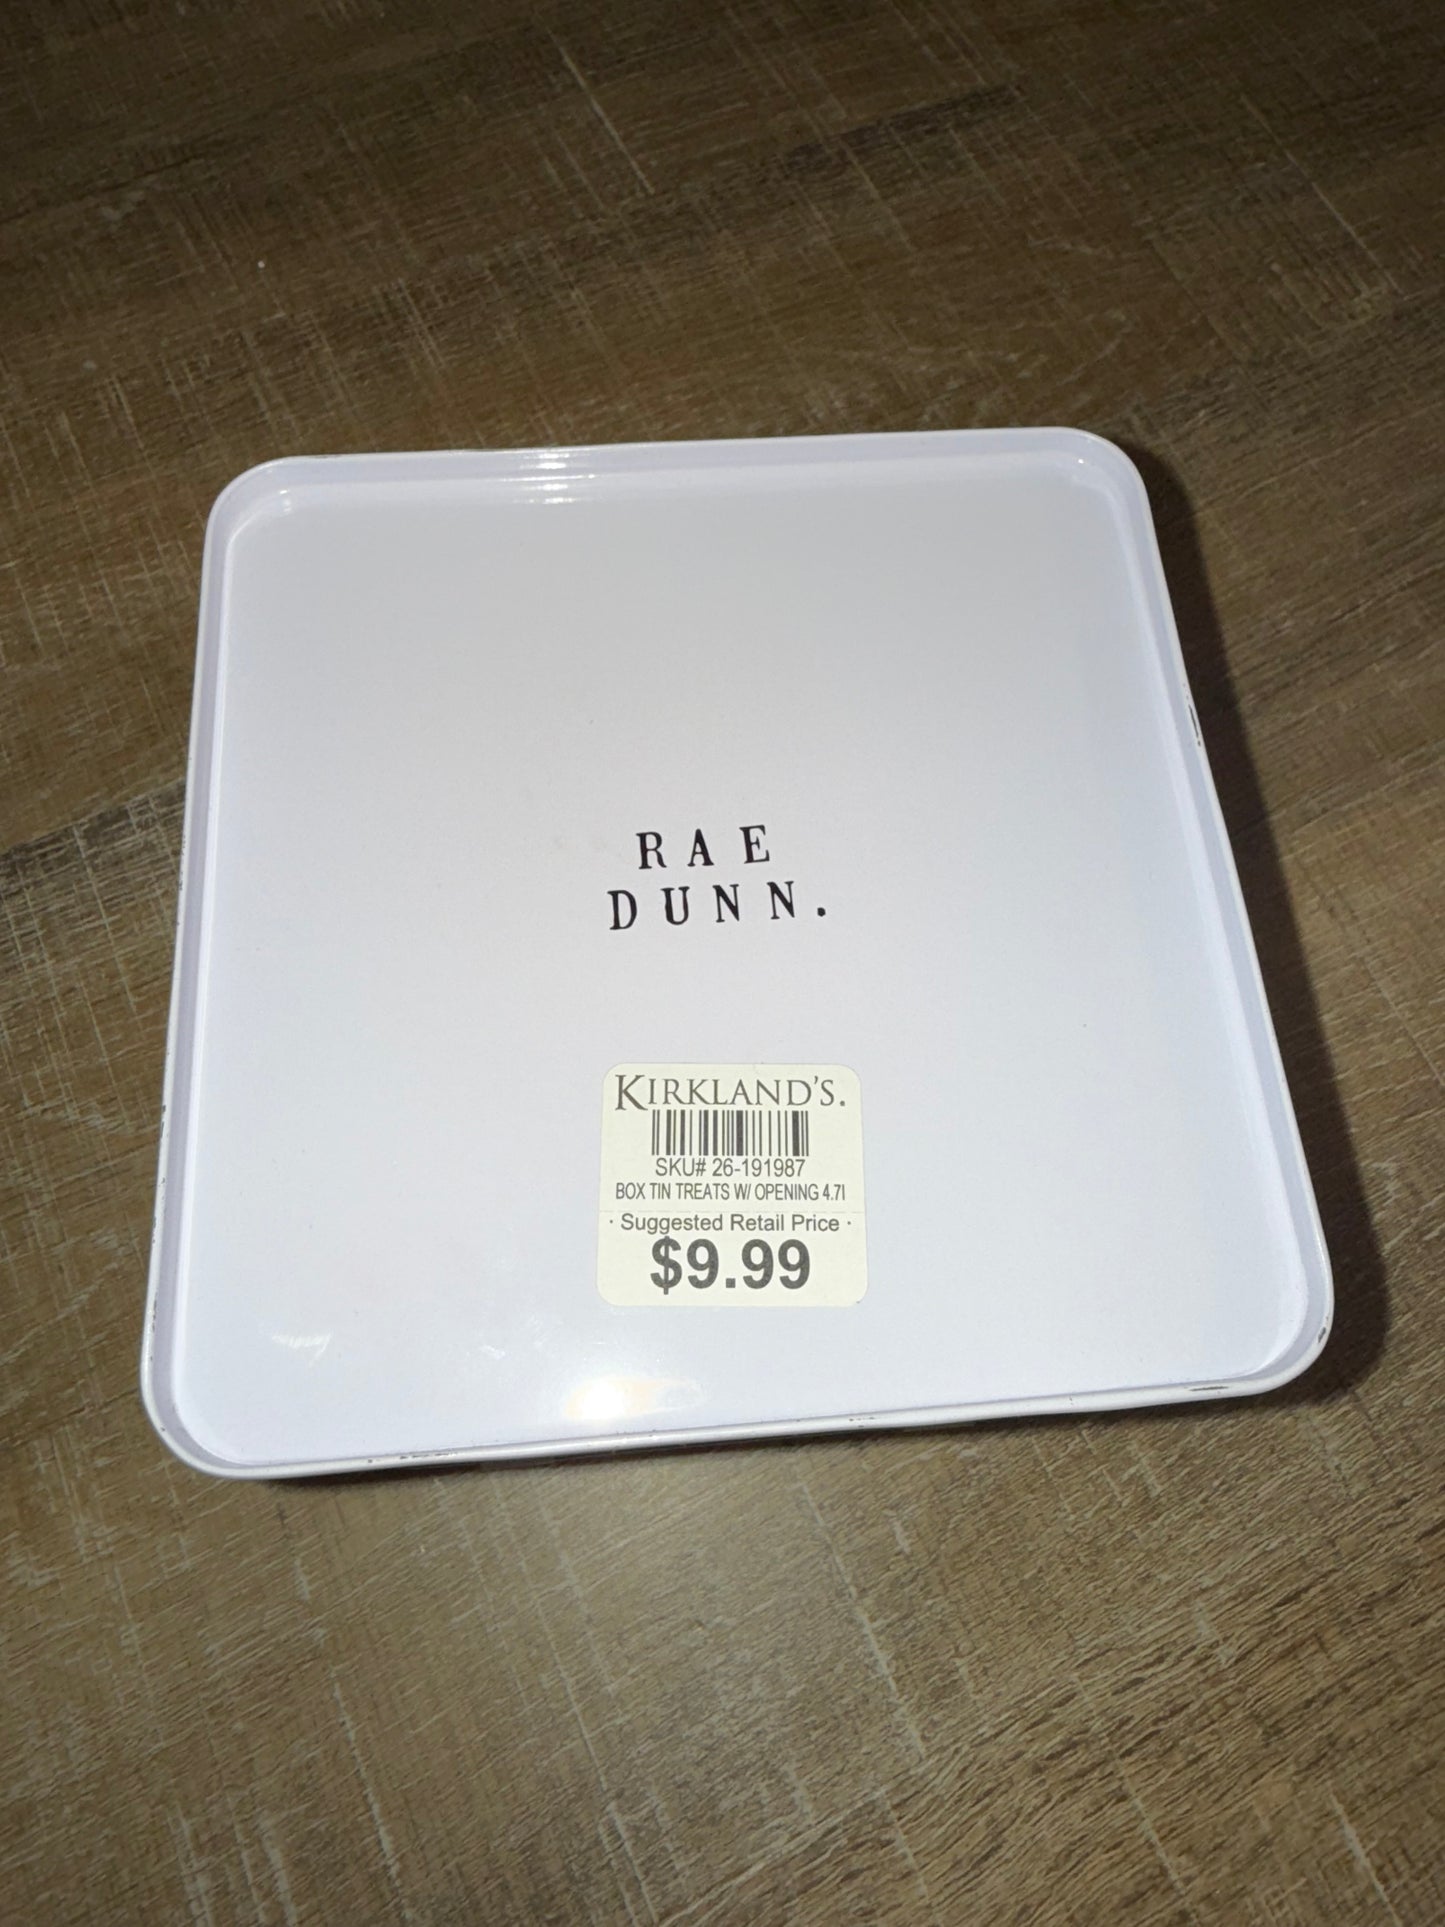 RAE
DUNN.
KIRKLAND'S.
SKU# 26-191987
BOX TIN TREATS W/ OPENING 4.7I
· Suggested Retail Price ·
$9.99